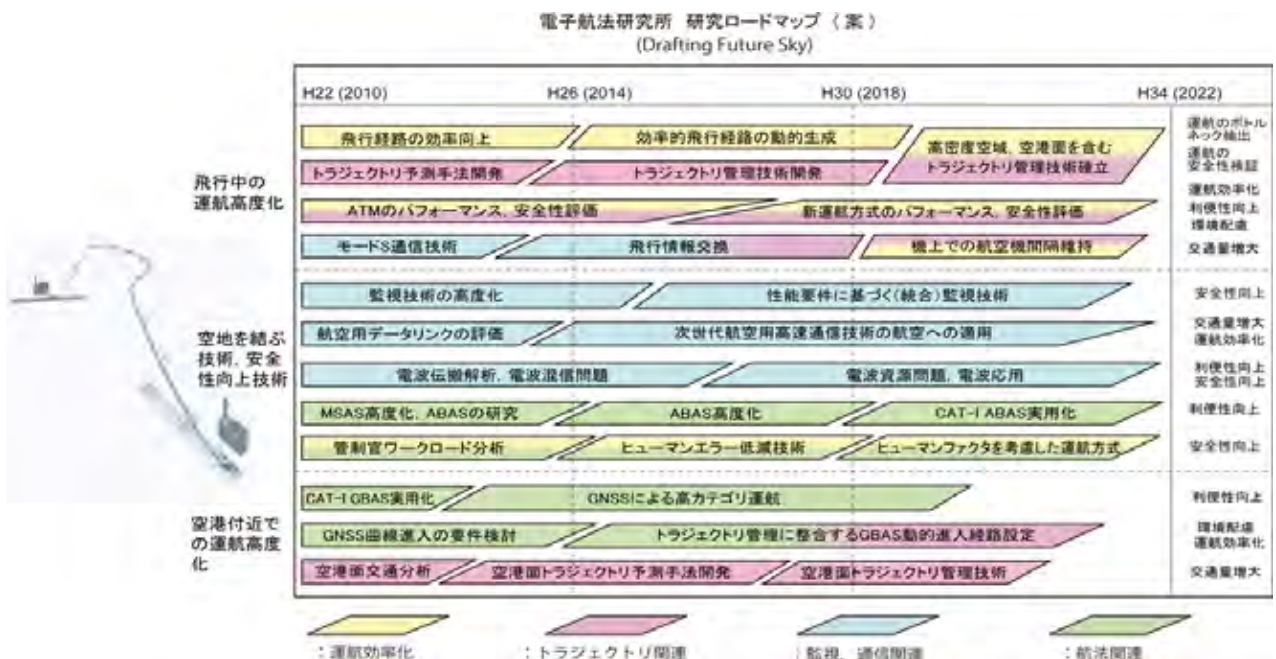 電子航法研究所 研究ロードマップ（案）
(Drafting Future Sky)
H22 (2010)
H26 (2014)
H30 (2018)
H34 (2022)
飛行中の
運航高度化
飛行経路の効率向上
効率的飛行経路の動的生成
高密度空域、空港面を含む
トラジェクトリ管理技術確立
運航のボトル
ネック抽出
運航の
安全性検証
トラジェクトリ予測手法開発
トラジェクトリ管理技術開発
ATMのパフォーマンス、安全性評価
新運航方式のパフォーマンス、安全性評価
運航効率化
利便性向上
環境配慮
モードS通信技術
飛行情報交換
機上での航空機間隔維持
交通量増大
空地を結ぶ
技術、安全
性向上技術
監視技術の高度化
性能要件に基づく(統合)監視技術
安全性向上
航空用データリンクの評価
次世代航空用高速通信技術の航空への適用
交通量増大
運航効率化
電波伝搬解析、電波混信問題
電波資源問題、電波応用
利便性向上
安全性向上
MSAS高度化、ABASの研究
ABAS高度化
CAT-I ABAS実用化
利便性向上
管制官ワークロード分析
ヒューマンエラー低減技術
ヒューマンファクタを考慮した運航方式
安全性向上
空港付近で
の運航高度
化
CAT-I GBAS実用化
GNSSによる高カテゴリ運航
利便性向上
GNSS曲線進入の要件検討
トラジェクトリ管理に整合するGBAS動的進入経路設定
環境配慮
運航効率化
空港面交通分析
空港面トラジェクトリ予測手法開発
空港面トラジェクトリ管理技術
交通量増大
：運航効率化
：トラジェクトリ関連
：監視、通信関連
：航法関連